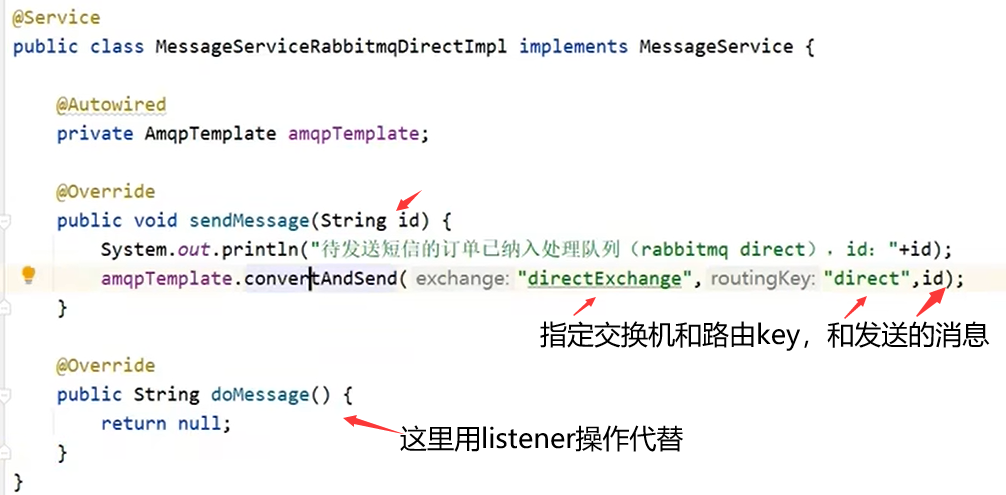 @Service
public class MessageServiceRabbitmqDirectImpl implements MessageService {
@Autowired
private AmqpTemplate amqpTemplate;
@Override
public void sendMessage(String id) {
System.out.println("待发送短信的订单已纳入处理队列（rabbitmq direct），id："+id);
amqpTemplate.convertAndSend( exchange: "directExchange", routingKey: "direct",id);
}
指定交换机和路由key，和发送的消息
@Override
public String doMessage() {
return null;
这里用listener操作代替
}
}